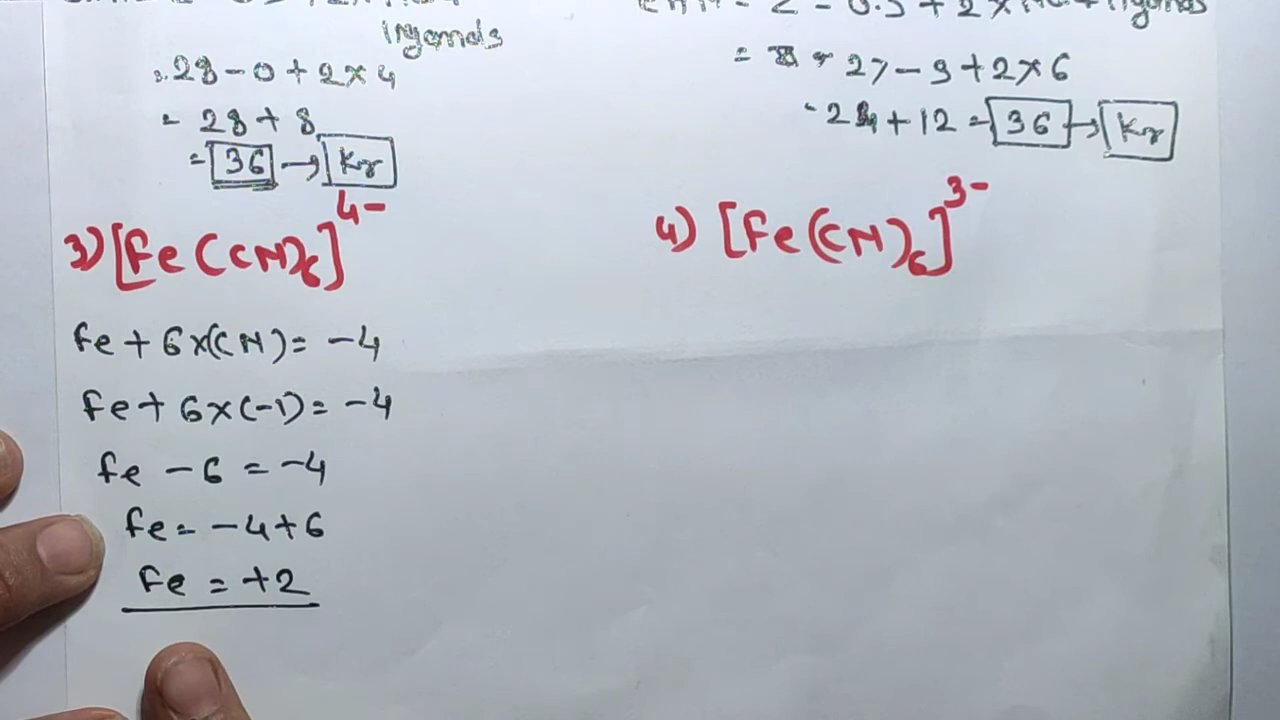 ligands
28 - 0 + 2 × 4
= 28 + 8
= 36 → Kr
= 27 - 3 + 2 × 6
24 + 12 = 36 → Kr
3) [Fe(CN)6]4-
Fe + 6×(CN) = -4
Fe + 6×(-1) = -4
Fe - 6 = -4
Fe = -4+6
Fe = +2
4) [Fe(CN)6]3-